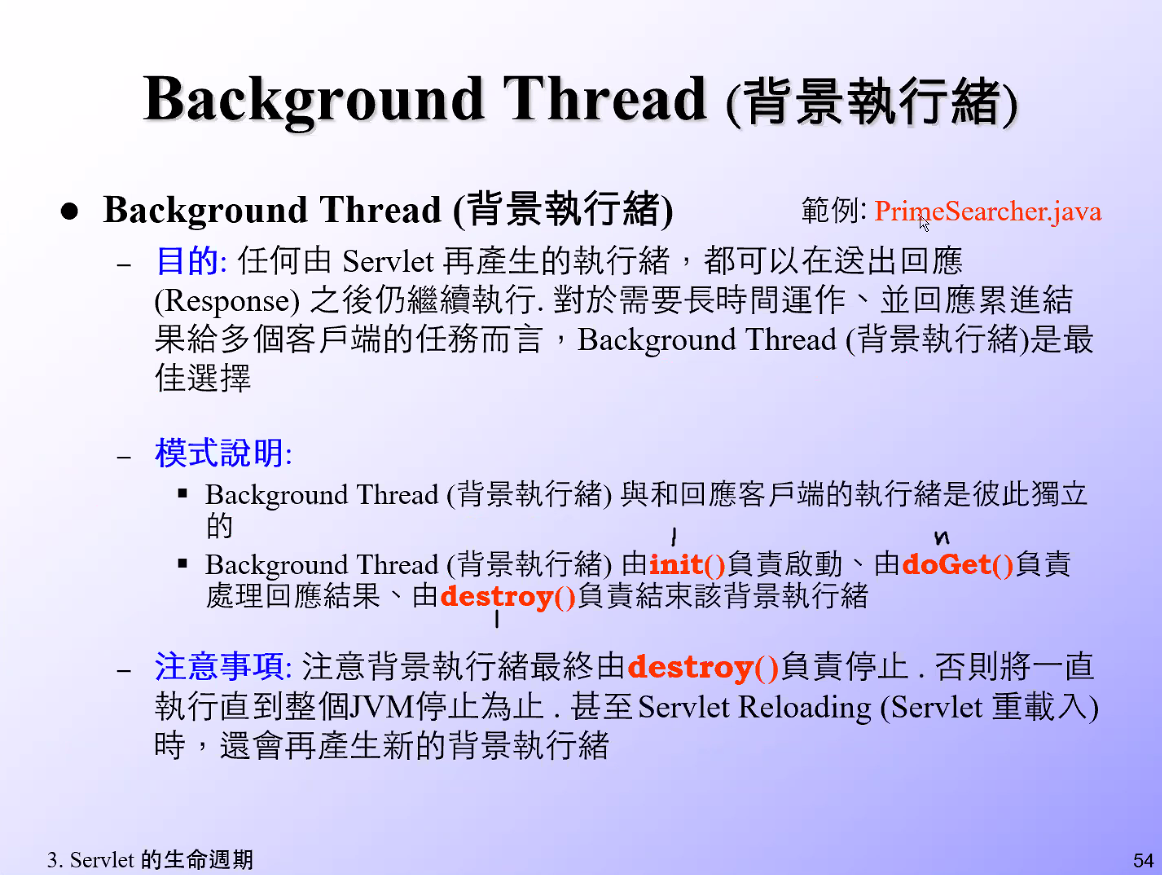 Background Thread (背景執行緒)
● Background Thread (背景執行緒) 範例: PrimeSearcher.java
– 目的: 任何由 Servlet 再產生的執行緒，都可以在送出回應
(Response) 之後仍繼續執行. 對於需要長時間運作、並回應累進結
果給多個客戶端的任務而言，Background Thread (背景執行緒)是最
佳選擇
– 模式說明:
▪ Background Thread (背景執行緒) 與和回應客戶端的執行緒是彼此獨立
的
1 n
▪ Background Thread (背景執行緒) 由init()負責啟動、由doGet()負責
處理回應結果、由destroy()負責結束該背景執行緒
1
– 注意事項: 注意背景執行緒最終由destroy()負責停止 . 否則將一直
執行直到整個JVM停止為止 . 甚至Servlet Reloading (Servlet 重載入)
時，還會再產生新的背景執行緒
3. Servlet 的生命週期 54